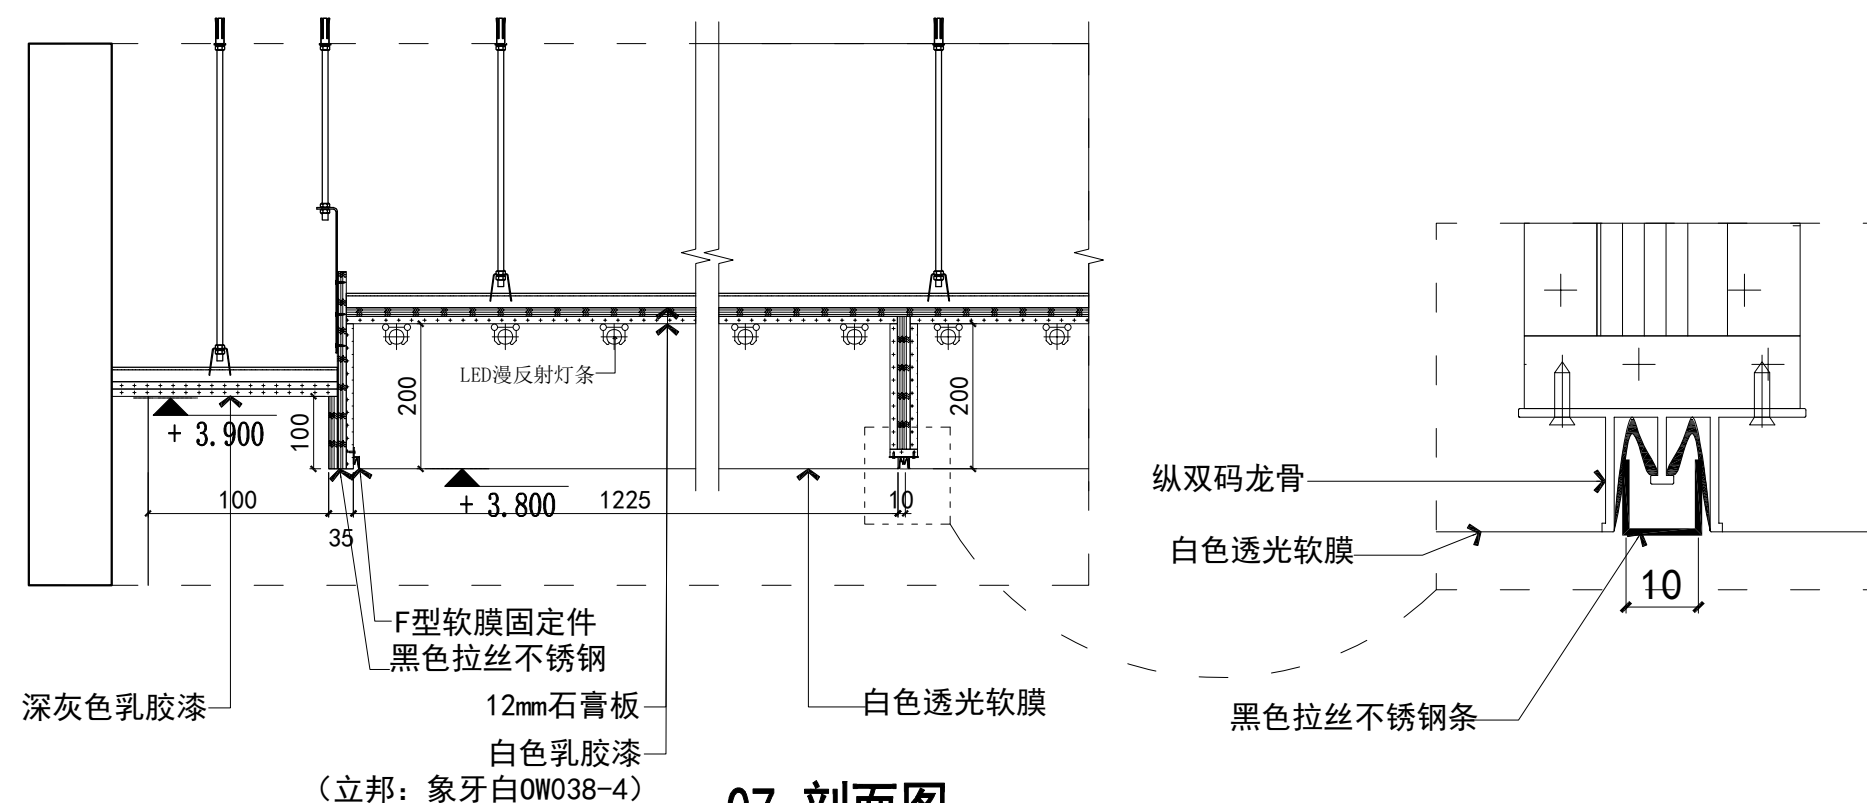 LED漫反射灯条
200
200
+ 3.900
100
+ 3.800
100
35
1225
10
F型软膜固定件
黑色拉丝不锈钢
深灰色乳胶漆
12mm石膏板
白色透光软膜
白色乳胶漆
(立邦: 象牙白OW038-4)
07 剖面图
纵双码龙骨
白色透光软膜
10
黑色拉丝不锈钢条